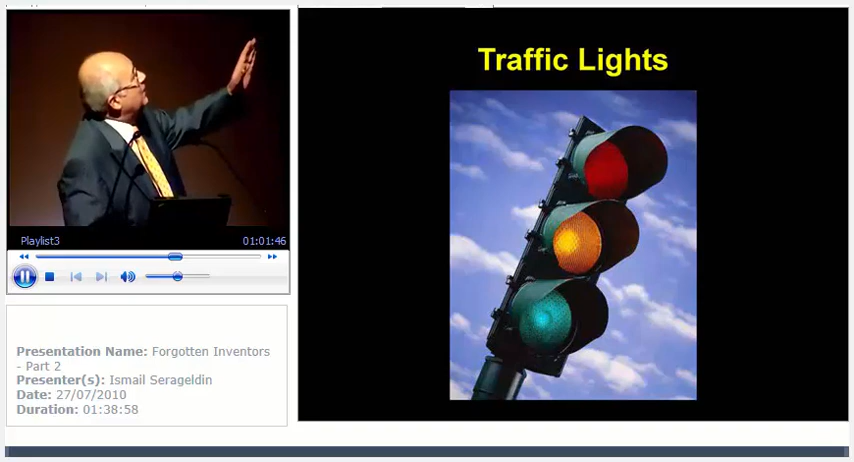 Traffic Lights
Playlist3
01:01:46
Presentation Name: Forgotten Inventors
- Part 2
Presenter(s): Ismail Serageldin
Date: 27/07/2010
Duration: 01:38:58